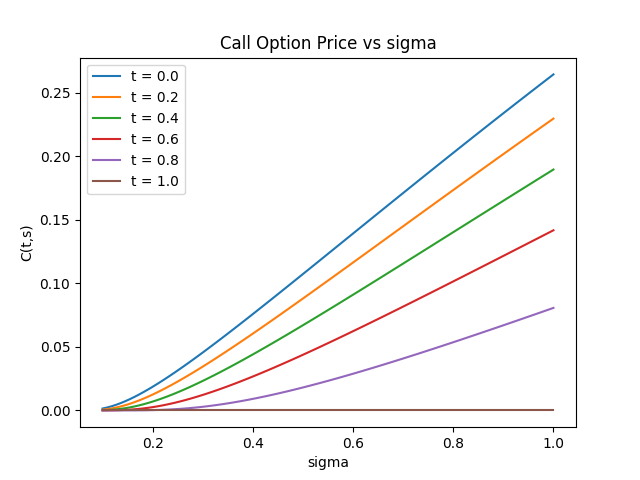 Call Option Price vs sigma
t = 0.0
t = 0.2
t = 0.4
t = 0.6
t = 0.8
t = 1.0
C(t,s)
0.25
0.20
0.15
0.10
0.05
0.00
0.2 0.4 0.6 0.8 1.0
sigma